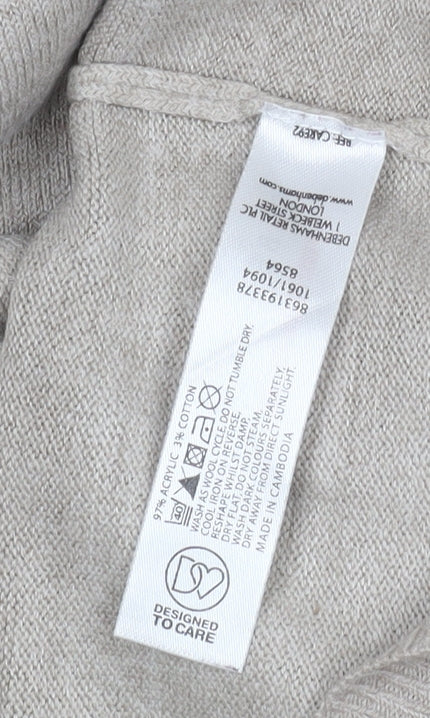 REF: CARE92
www.debenhams.com
LONDON
1 WELBECK STREET
DEBENHAMS RETAIL PLC
8564
1061/1094
863193378
97% ACRYLIC 3% COTTON
40
WASH AS WOOL CYCLE. DO NOT TUMBLE DRY.
COOL IRON ON REVERSE.
RESHAPE WHILST DAMP.
DRY FLAT. DO NOT STEAM.
WASH DARK COLOURS SEPARATELY.
DRY AWAY FROM DIRECT SUNLIGHT.
MADE IN CAMBODIA
D
DESIGNED
TO CARE